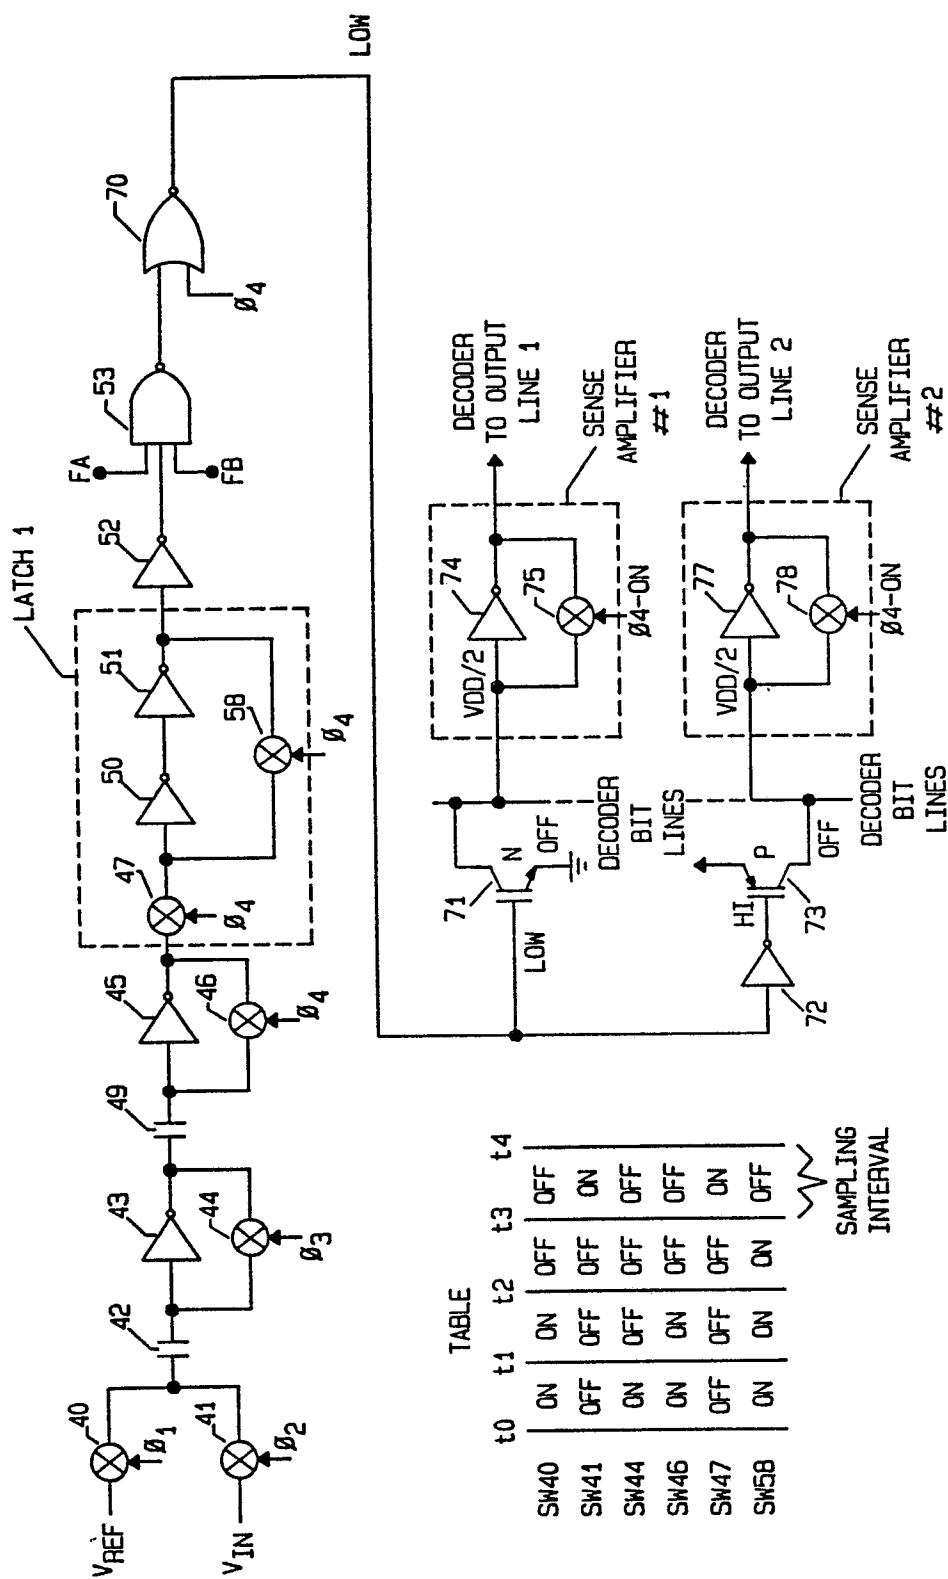 LATCH 1
LOW
V_REF
V_IN
40
Ø1
41
Ø2
42
43
44
Ø3
49
45
46
Ø4
47
Ø4
50
51
58
Ø4
52
FA
FB
53
70
Ø4
TABLE
t0 t1 t2 t3 t4
SW40 ON ON OFF OFF
SW41 OFF OFF OFF ON
SW44 ON OFF OFF OFF
SW46 ON ON OFF OFF
SW47 OFF OFF OFF ON
SW58 ON ON ON OFF
SAMPLING
INTERVAL
LOW
71
N
OFF
72
HI
73
P
OFF
DECODER
BIT
LINES
DECODER
BIT
LINES
VDD/2
74
75
Ø4-ON
DECODER
TO OUTPUT
LINE 1
SENSE
AMPLIFIER
#1
VDD/2
77
78
Ø4-ON
DECODER
TO OUTPUT
LINE 2
SENSE
AMPLIFIER
#2